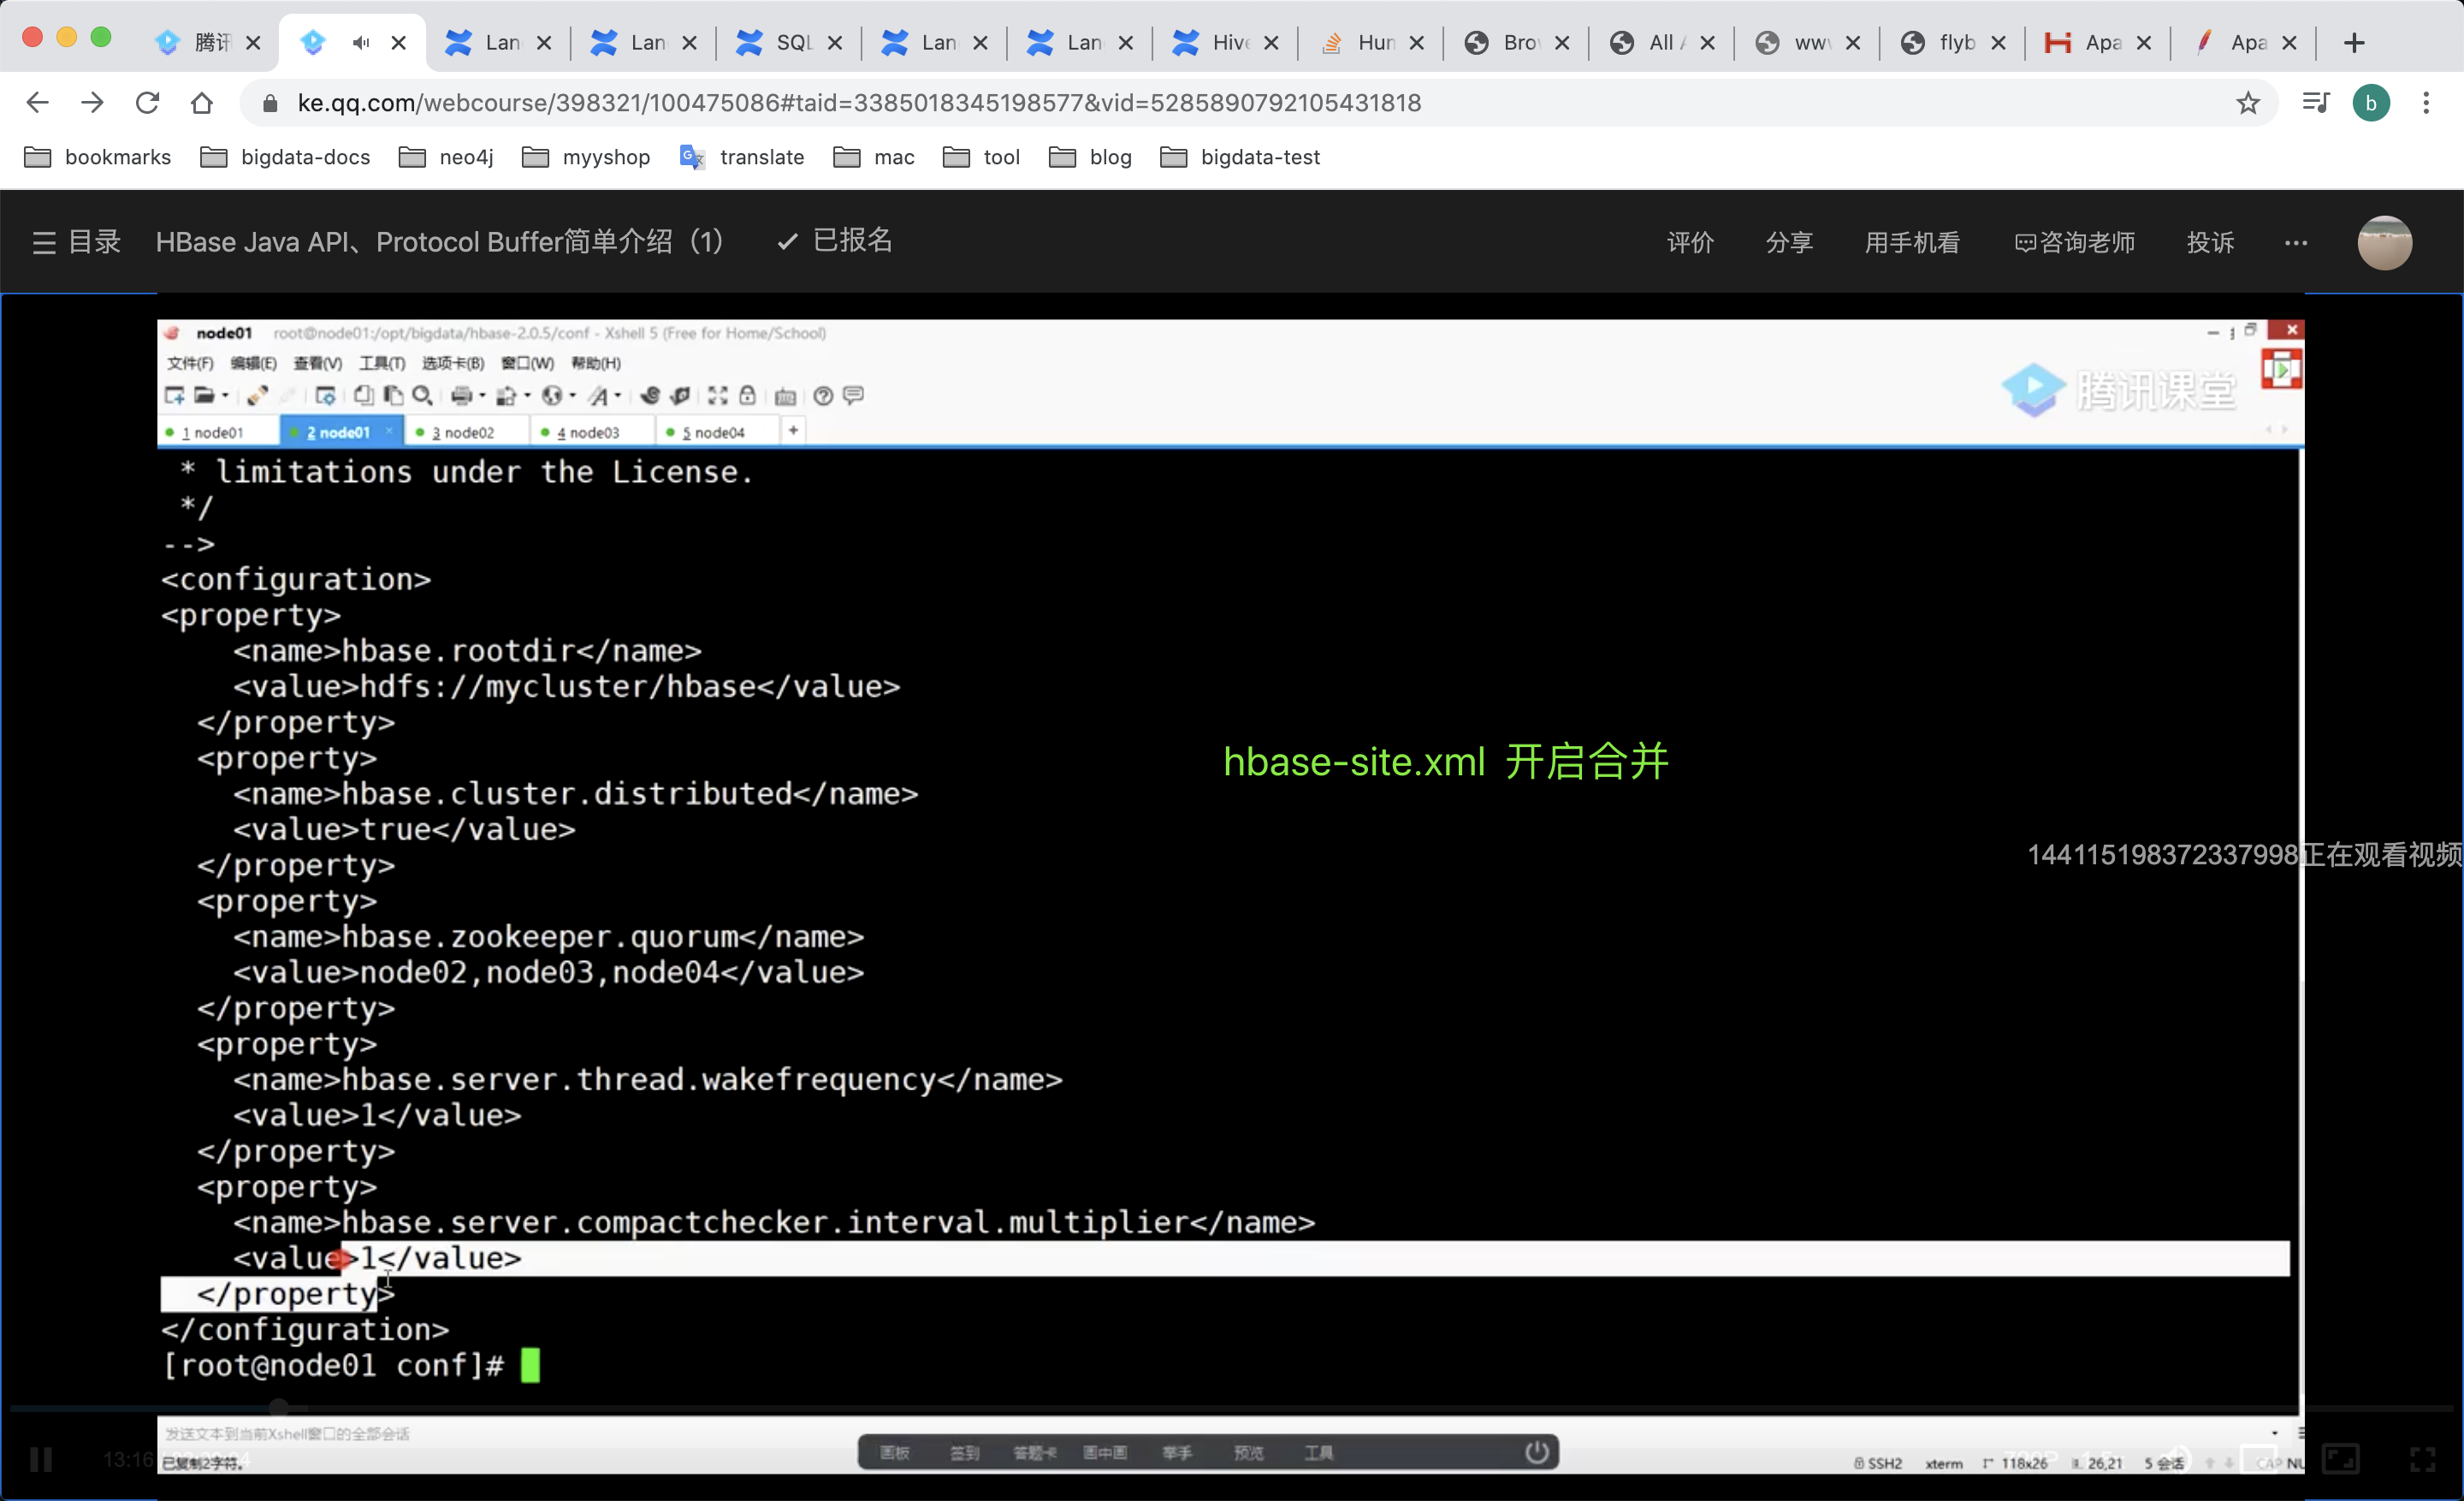 腾讯
Lan
Lan
SQL
Lan
Lan
Hive
Hun
Bro
All
ww
flyb
Apa
Apa
ke.qq.com/webcourse/398321/100475086#taid=3385018345198577&vid=5285890792105431818
b
bookmarks bigdata-docs neo4j myyshop translate mac tool blog bigdata-test
目录 HBase Java API、Protocol Buffer简单介绍（1） 已报名 评价 分享 用手机看 咨询老师 投诉 ...
node01 root@node01:/opt/bigdata/hbase-2.0.5/conf - Xshell 5 (Free for Home/School)
文件(F) 编辑(E) 查看(V) 工具(T) 选项卡(B) 窗口(W) 帮助(H)
腾讯课堂
1 node01 2 node01 3 node02 4 node03 5 node04 +
* limitations under the License.
*/
-->
<configuration>
<property>
<name>hbase.rootdir</name>
<value>hdfs://mycluster/hbase</value>
</property>
<property>
hbase-site.xml 开启合并
<name>hbase.cluster.distributed</name>
<value>true</value>
144115198372337998正在观看视频
</property>
<property>
<name>hbase.zookeeper.quorum</name>
<value>node02,node03,node04</value>
</property>
<property>
<name>hbase.server.thread.wakefrequency</name>
<value>1</value>
</property>
<property>
<name>hbase.server.compactchecker.interval.multiplier</name>
<value>1</value>
</property>
</configuration>
[root@node01 conf]#
发送文本到当前Xshell窗口的全部会话
画板 签到 答题卡 画中画 举手 预览 工具
13:16
已复制2字符。
SSH2 xterm 118x26 26,21 5 会话 CAP NU